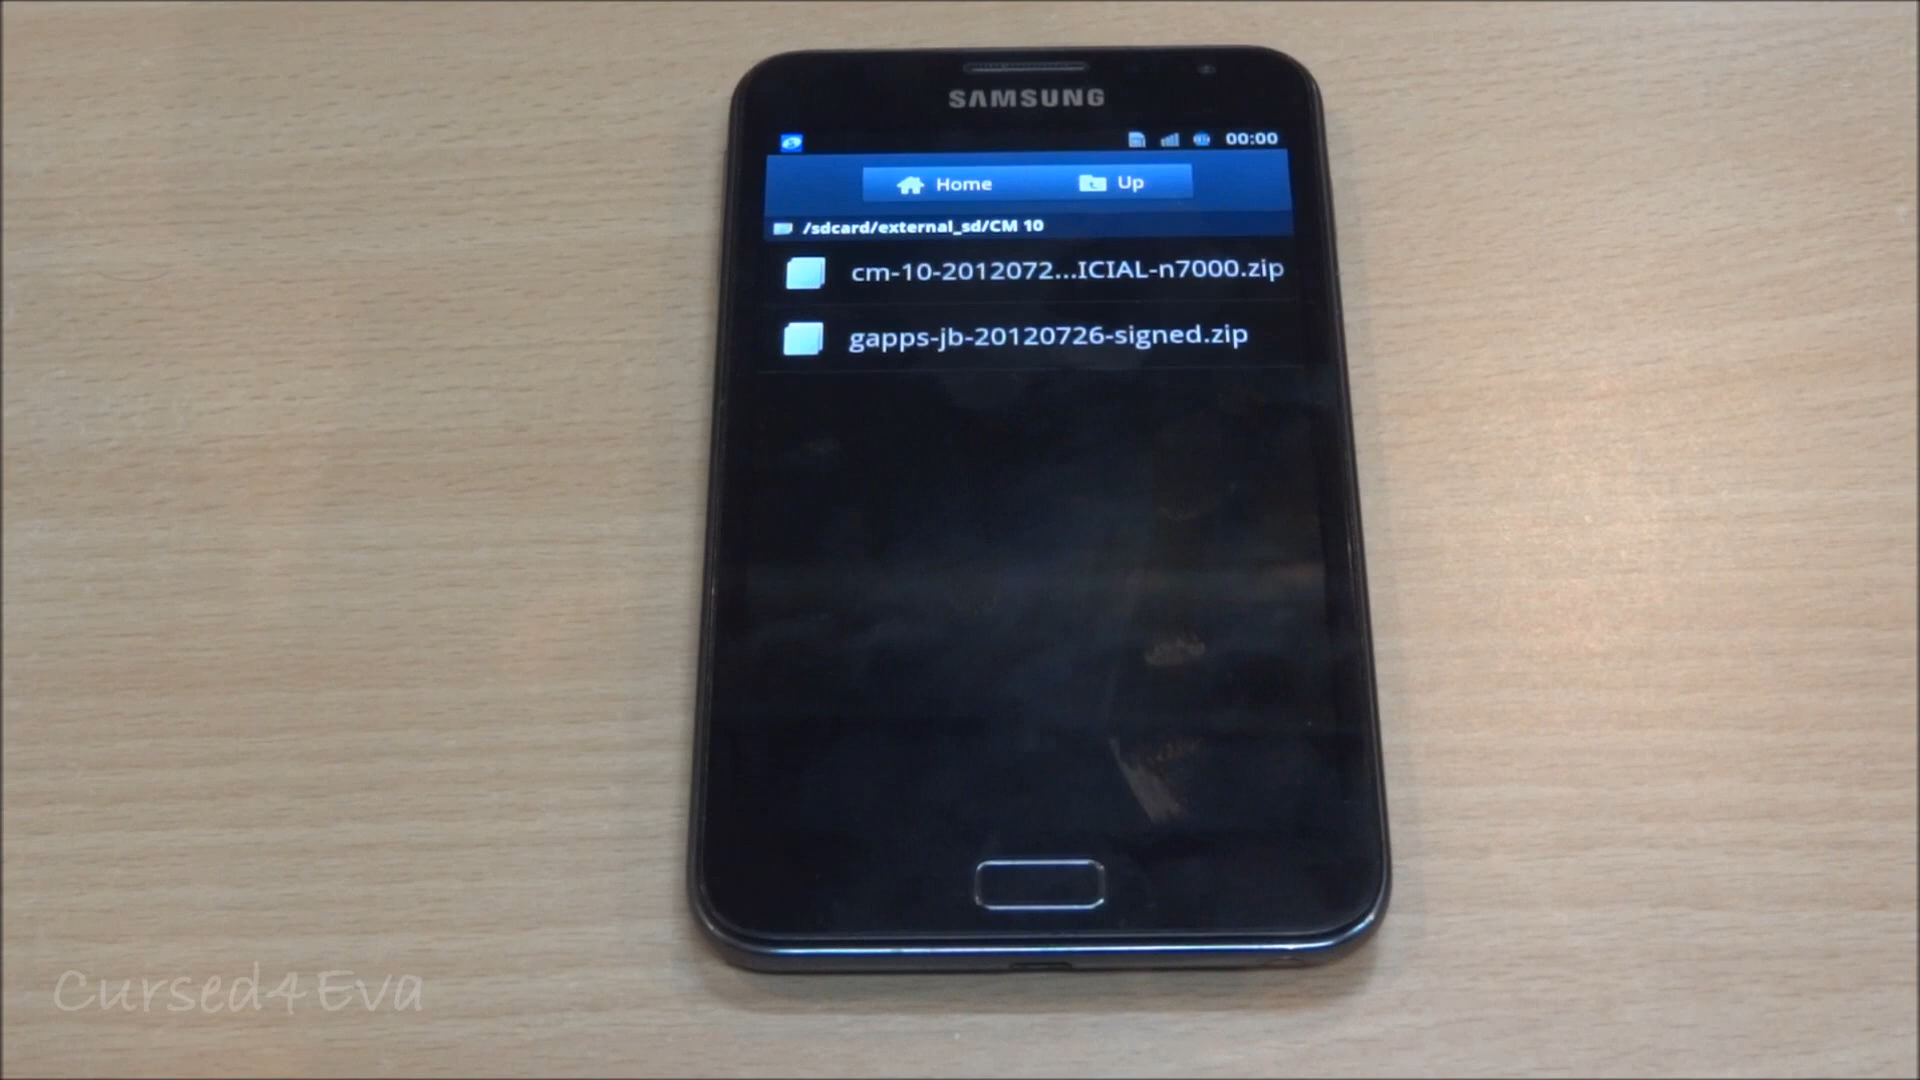 SAMSUNG
00:00
Home Up
/sdcard/external_sd/CM 10
cm-10-2012072...ICIAL-n7000.zip
gapps-jb-20120726-signed.zip
Cursed4Eva